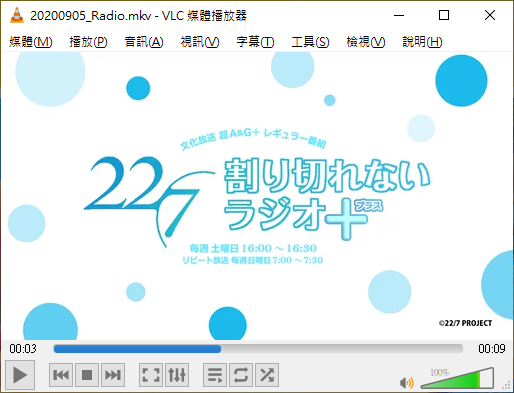 20200905_Radio.mkv - VLC 媒體播放器
媒體(M) 播放(P) 音訊(A) 視訊(V) 字幕(T) 工具(S) 檢視(V) 說明(H)
文化放送 超A&G+ レギュラー番組
22/7
割り切れない
ラジオ+プラス
毎週 土曜日 16:00 ~ 16:30
リピート放送 毎週日曜日 7:00 ~ 7:30
©22/7 PROJECT
00:03 00:09
100%